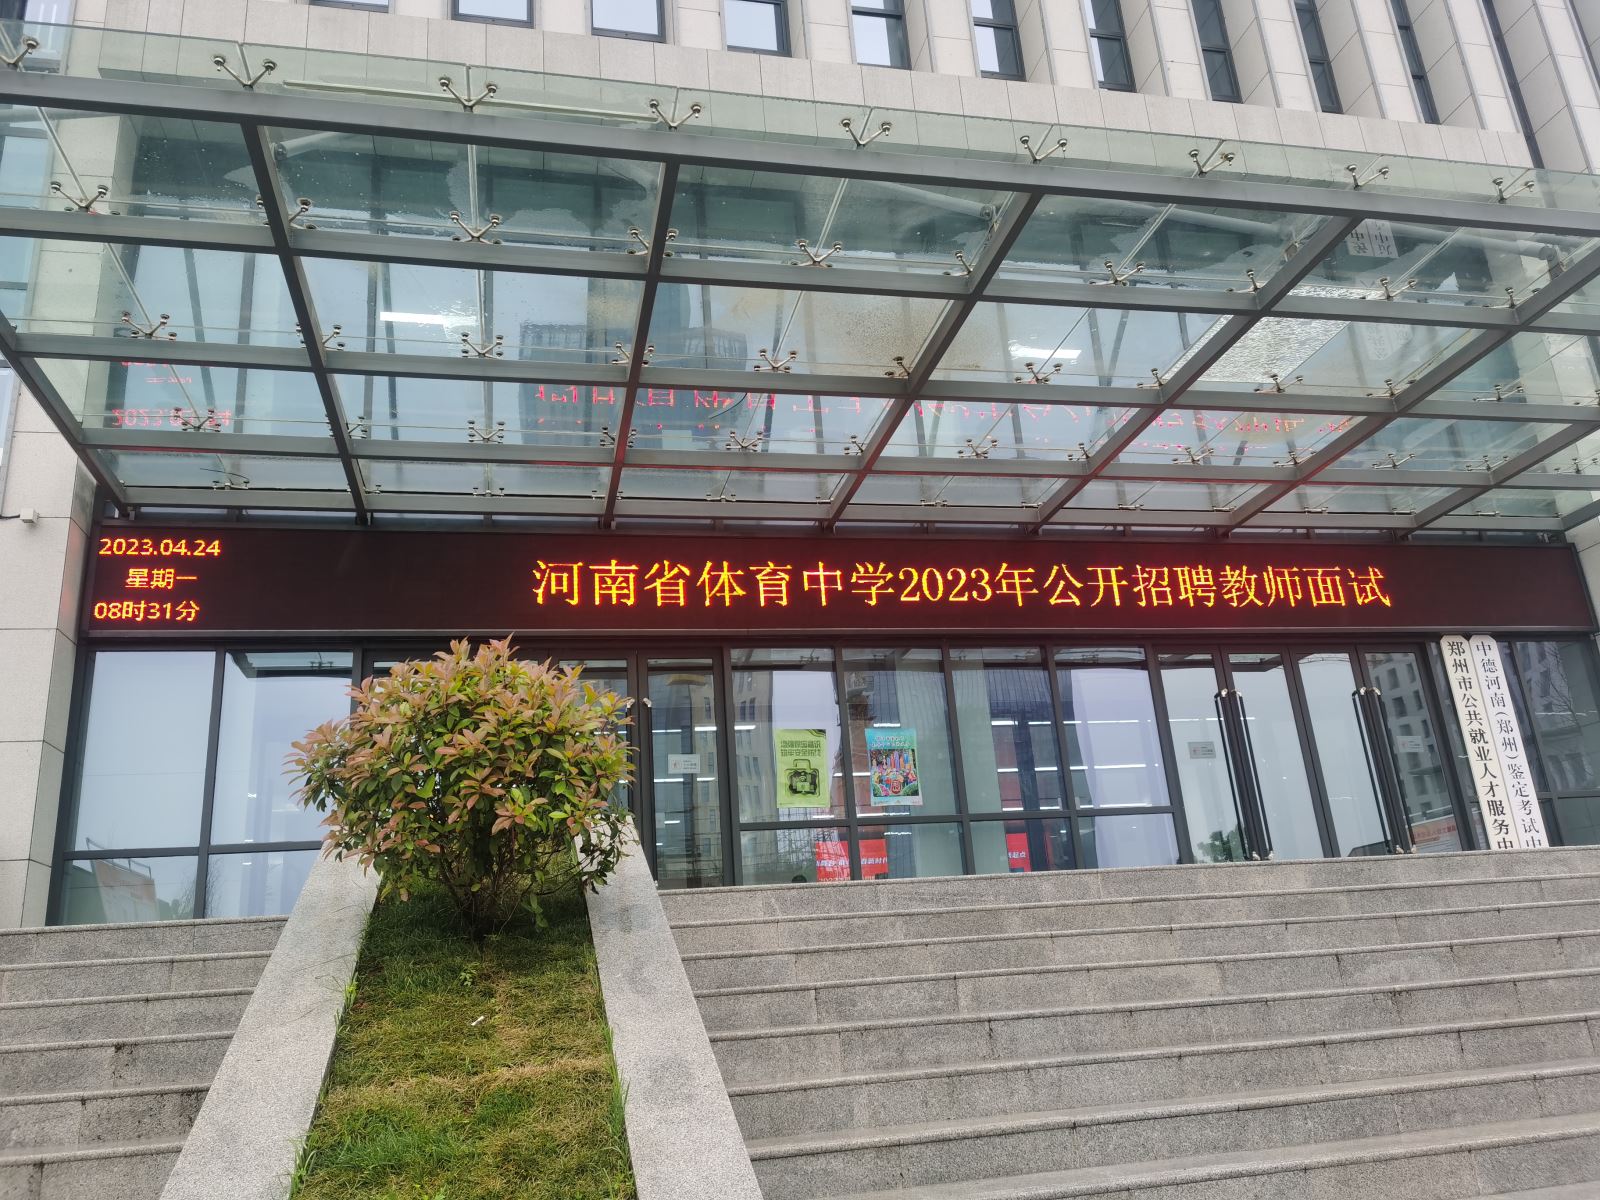 2023.04.24
星期一
08时31分
河南省体育中学2023年公开招聘教师面试
中德河南(郑州)鉴定考试中
郑州市公共就业人才服务中